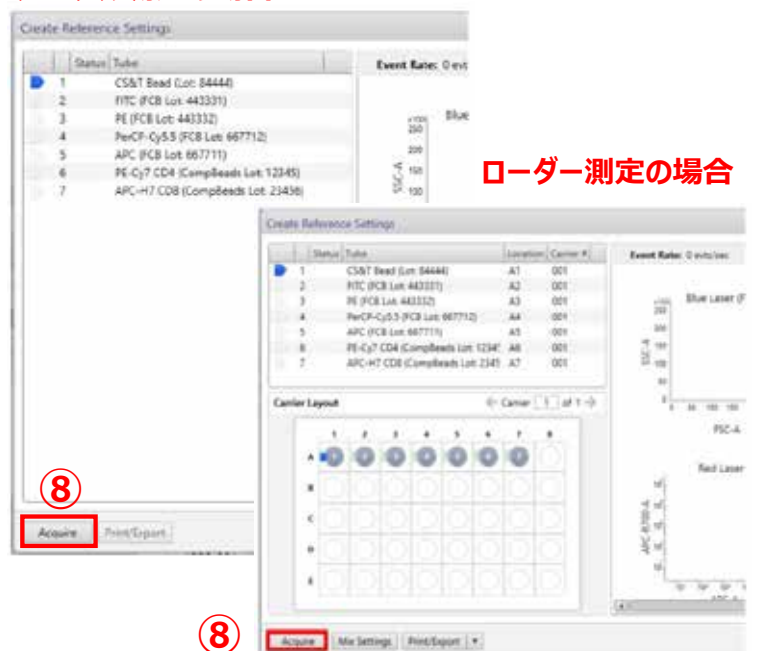 Create Reference Settings
Status Tube
1 CS&T Bead (Lot: 84444)
2 FITC (FCB Lot: 443331)
3 PE (FCB Lot: 443332)
4 PerCP-Cy5.5 (FCB Lot: 667712)
5 APC (FCB Lot: 667711)
6 PE-Cy7 CD4 (CompBeads Lot: 12345)
7 APC-H7 CD8 (CompBeads Lot: 23456)
Event Rate: 0 evt
Blue
SSC-A
250
200
150
100
⑧
Acquire Print/Export
ローダー測定の場合
Create Reference Settings
Status Tube Location Carrier #
1 CS&T Bead (Lot: 84444) A1 001
2 FITC (FCB Lot: 443331) A2 001
3 PE (FCB Lot: 443332) A3 001
4 PerCP-Cy5.5 (FCB Lot: 667712) A4 001
5 APC (FCB Lot: 667711) A5 001
6 PE-Cy7 CD4 (CompBeads Lot: 1234 A6 001
7 APC-H7 CD8 (CompBeads Lot: 2345 A7 001
Event Rate: 0 evts/sec
Blue Laser (F
SSC-A
FSC-A
Red Laser
APC-R700-A
Carrier Layout
Carrier 1 of 1
1 2 3 4 5 6 7 8
A
B
C
D
E
⑧
Acquire Mix Settings Print/Export